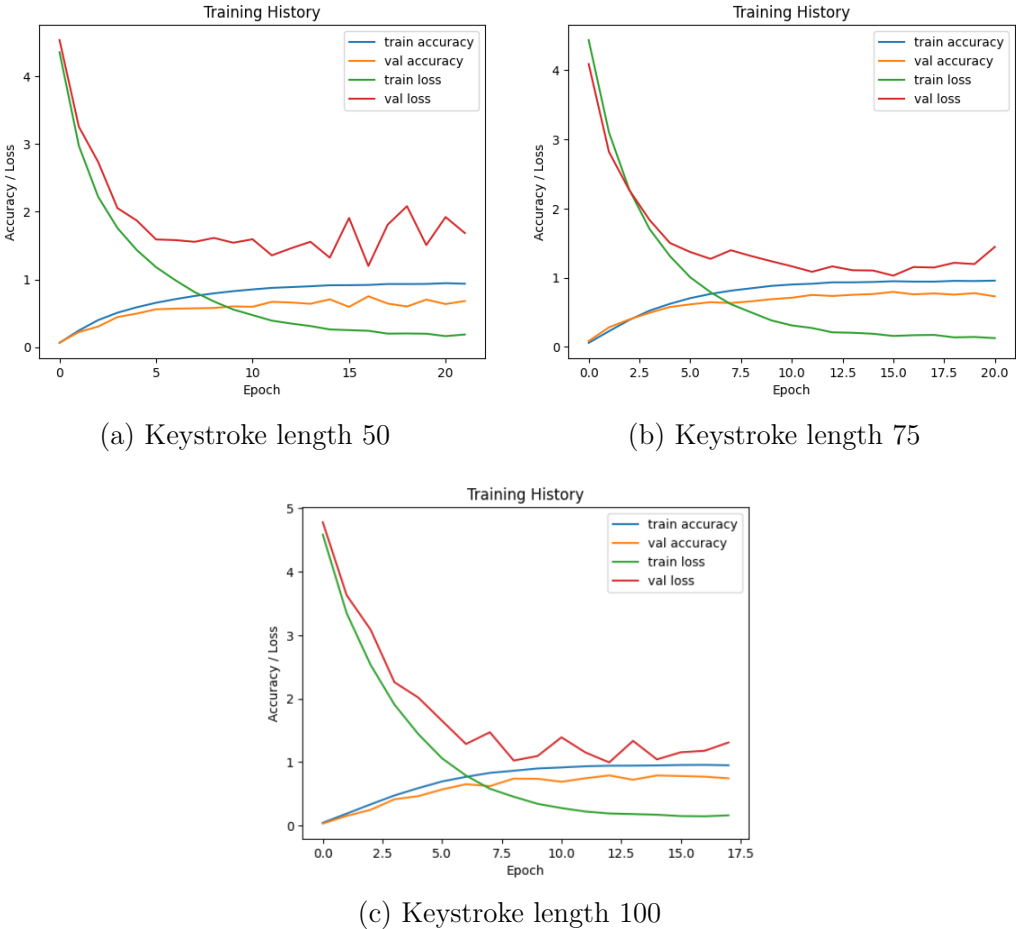 Training History
Accuracy / Loss
4
3
2
1
0
train accuracy
val accuracy
train loss
val loss
0
5
10
15
20
Epoch
(a) Keystroke length 50
Training History
Accuracy / Loss
4
3
2
1
0
train accuracy
val accuracy
train loss
val loss
0.0
2.5
5.0
7.5
10.0
12.5
15.0
17.5
20.0
Epoch
(b) Keystroke length 75
Training History
Accuracy / Loss
5
4
3
2
1
0
train accuracy
val accuracy
train loss
val loss
0.0
2.5
5.0
7.5
10.0
12.5
15.0
17.5
Epoch
(c) Keystroke length 100